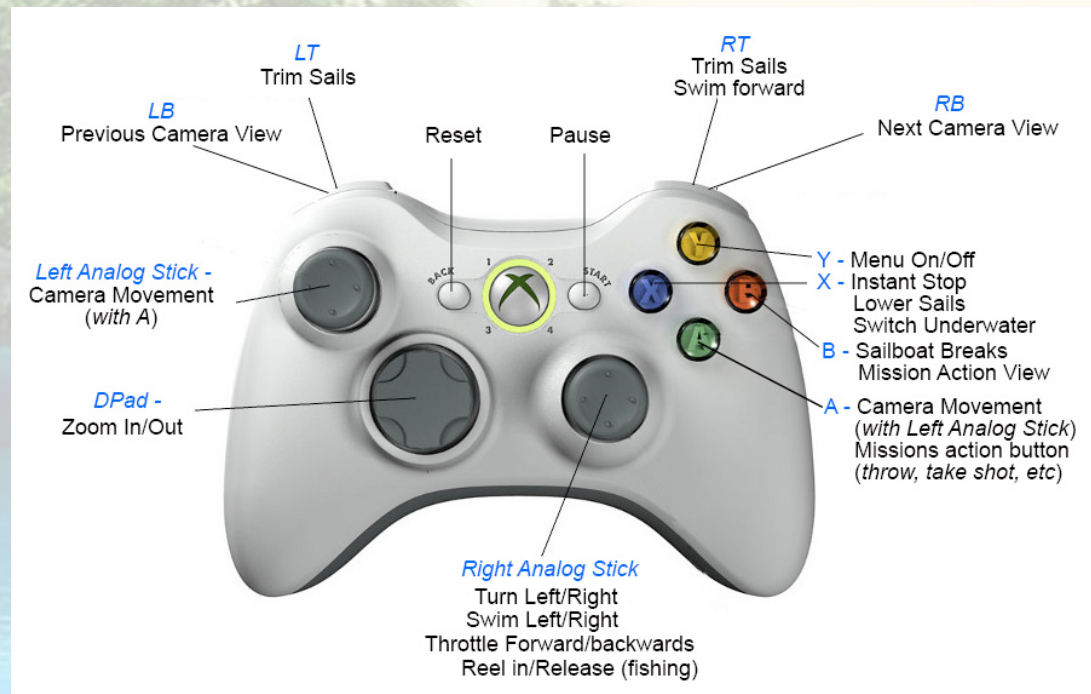 LT
Trim Sails
RT
Trim Sails
Swim forward
LB
Previous Camera View
RB
Next Camera View
Reset
Pause
Left Analog Stick -
Camera Movement
(with A)
BACK
START
1
2
3
4
Y
X
B
A
Y - Menu On/Off
X - Instant Stop
Lower Sails
Switch Underwater
B - Sailboat Breaks
Mission Action View
A - Camera Movement
(with Left Analog Stick)
Missions action button
(throw, take shot, etc)
DPad -
Zoom In/Out
Right Analog Stick
Turn Left/Right
Swim Left/Right
Throttle Forward/backwards
Reel in/Release (fishing)